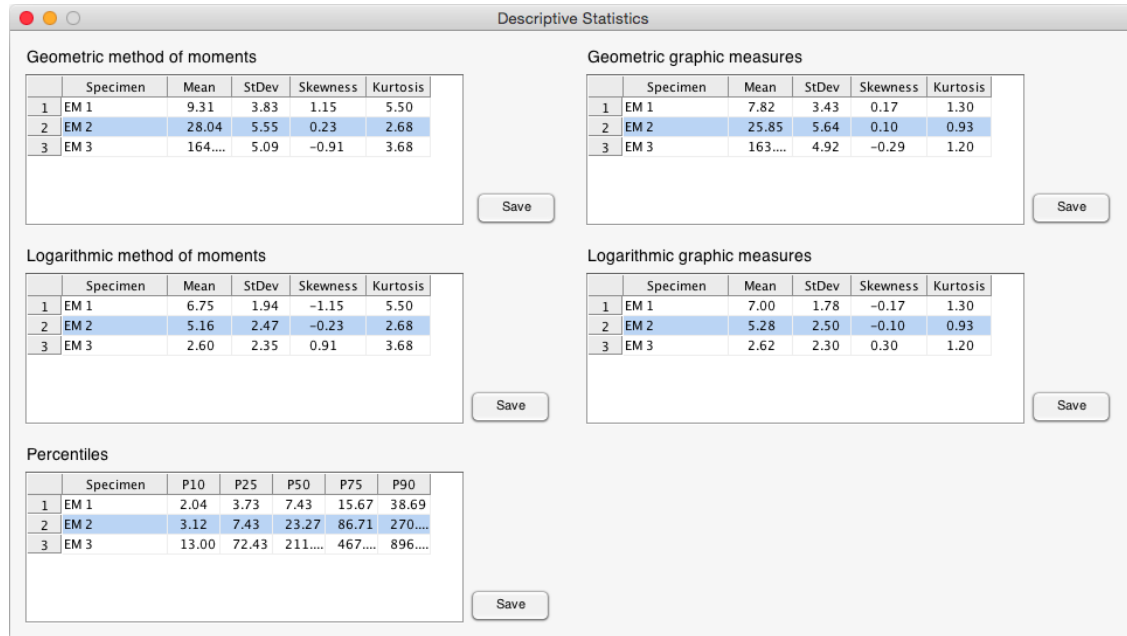 Descriptive Statistics
Geometric method of moments
Specimen Mean StDev Skewness Kurtosis
1 EM 1 9.31 3.83 1.15 5.50
2 EM 2 28.04 5.55 0.23 2.68
3 EM 3 164.... 5.09 −0.91 3.68
Save
Geometric graphic measures
Specimen Mean StDev Skewness Kurtosis
1 EM 1 7.82 3.43 0.17 1.30
2 EM 2 25.85 5.64 0.10 0.93
3 EM 3 163.... 4.92 −0.29 1.20
Save
Logarithmic method of moments
Specimen Mean StDev Skewness Kurtosis
1 EM 1 6.75 1.94 −1.15 5.50
2 EM 2 5.16 2.47 −0.23 2.68
3 EM 3 2.60 2.35 0.91 3.68
Save
Logarithmic graphic measures
Specimen Mean StDev Skewness Kurtosis
1 EM 1 7.00 1.78 −0.17 1.30
2 EM 2 5.28 2.50 −0.10 0.93
3 EM 3 2.62 2.30 0.30 1.20
Save
Percentiles
Specimen P10 P25 P50 P75 P90
1 EM 1 2.04 3.73 7.43 15.67 38.69
2 EM 2 3.12 7.43 23.27 86.71 270....
3 EM 3 13.00 72.43 211.... 467.... 896....
Save